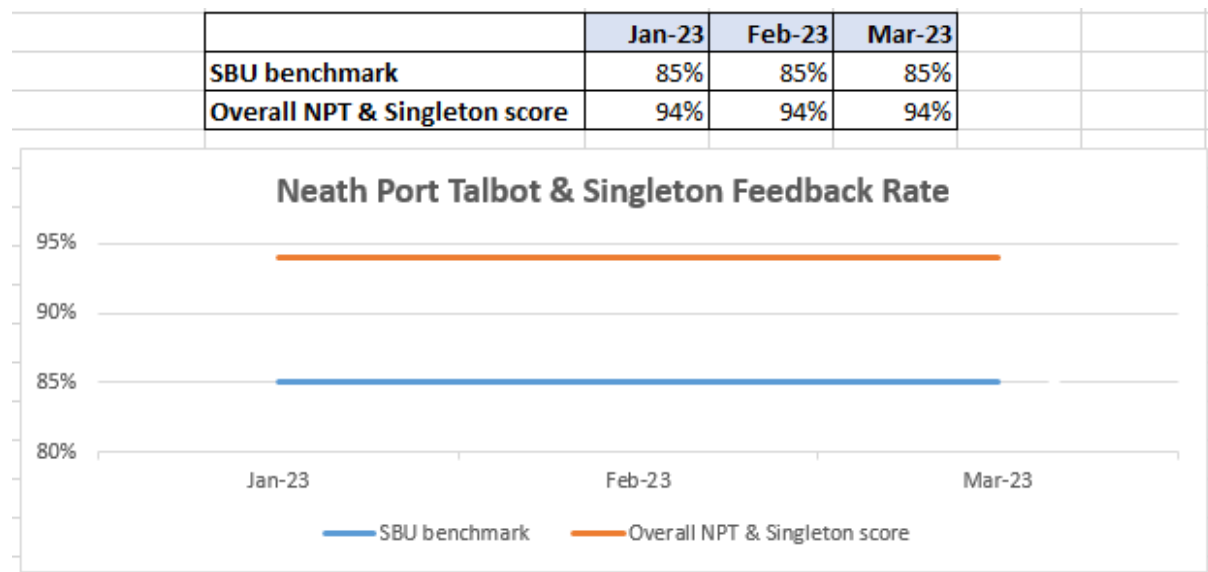 Jan-23 Feb-23 Mar-23
SBU benchmark 85% 85% 85%
Overall NPT & Singleton score 94% 94% 94%
Neath Port Talbot & Singleton Feedback Rate
95%
90%
85%
80%
Jan-23 Feb-23 Mar-23
SBU benchmark Overall NPT & Singleton score